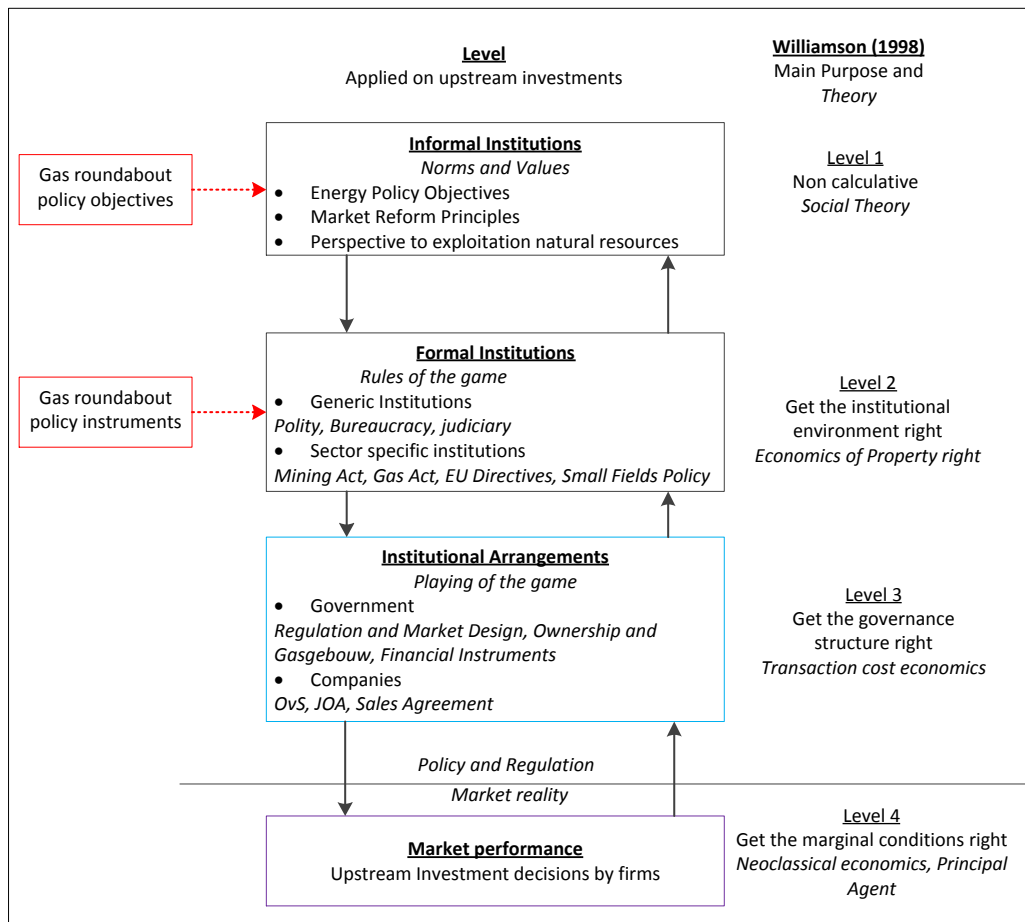 Level
Applied on upstream investments
Williamson (1998)
Main Purpose and
Theory
Gas roundabout
policy objectives
Informal Institutions
Norms and Values
● Energy Policy Objectives
● Market Reform Principles
● Perspective to exploitation natural resources
Level 1
Non calculative
Social Theory
Gas roundabout
policy instruments
Formal Institutions
Rules of the game
● Generic Institutions
Polity, Bureaucracy, judiciary
● Sector specific institutions
Mining Act, Gas Act, EU Directives, Small Fields Policy
Level 2
Get the institutional
environment right
Economics of Property right
Institutional Arrangements
Playing of the game
● Government
Regulation and Market Design, Ownership and
Gasgebouw, Financial Instruments
● Companies
OvS, JOA, Sales Agreement
Level 3
Get the governance
structure right
Transaction cost economics
Policy and Regulation
Market reality
Market performance
Upstream Investment decisions by firms
Level 4
Get the marginal conditions right
Neoclassical economics, Principal
Agent